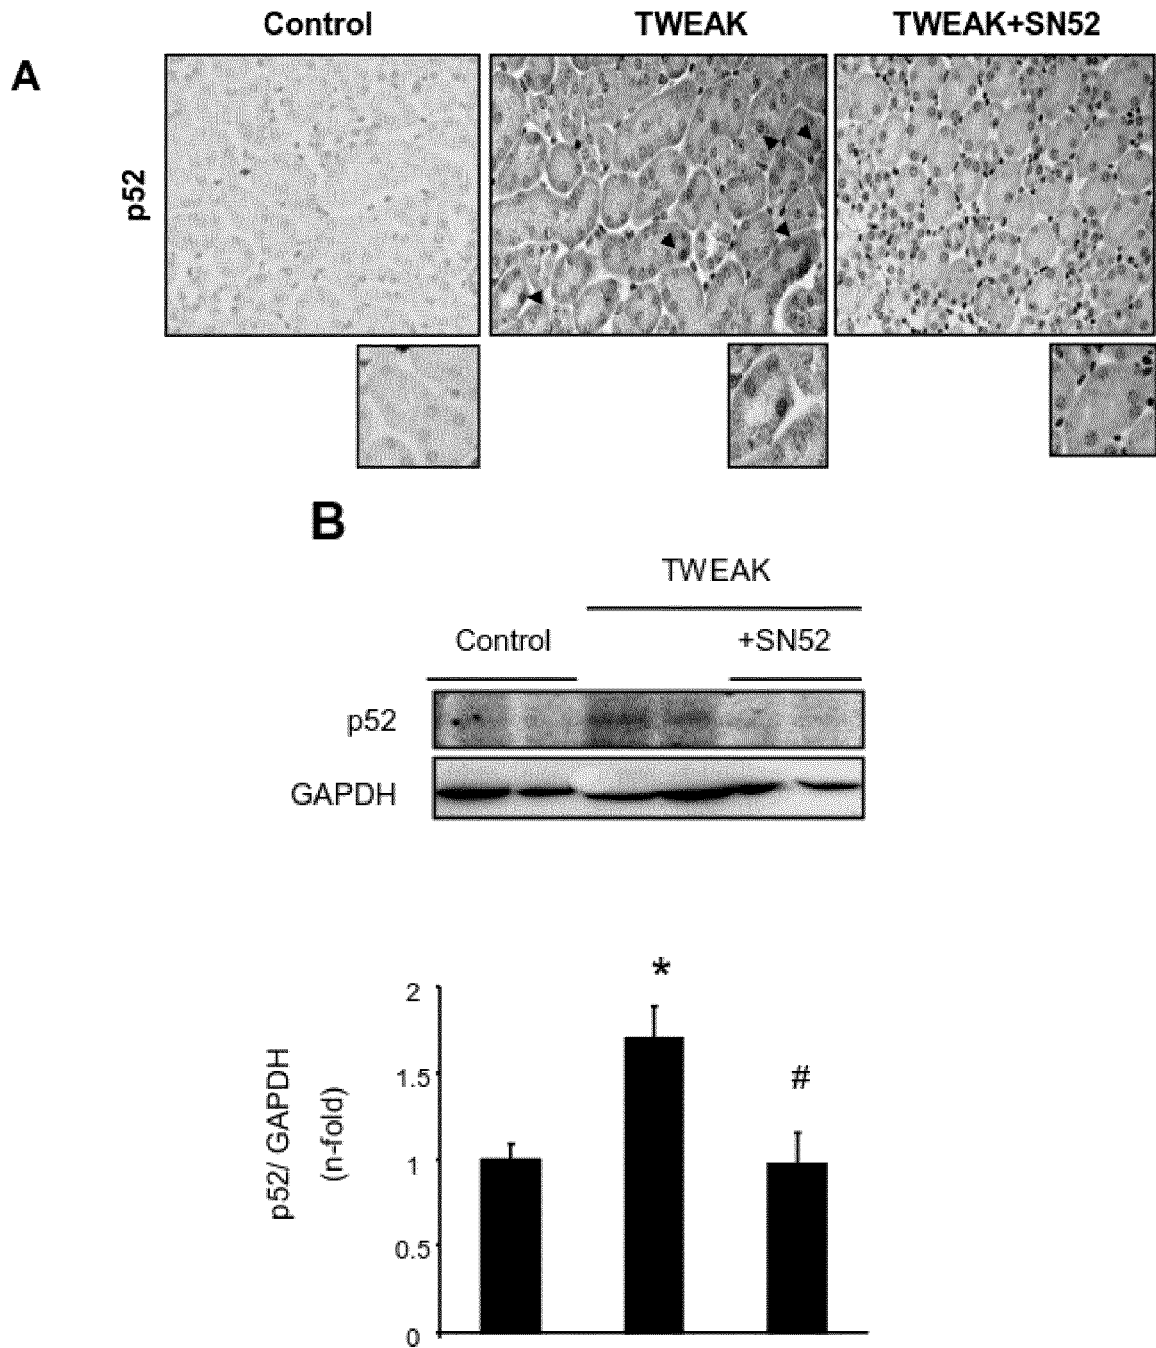 Control TWEAK TWEAK+SN52
A
p52
B
TWEAK
Control +SN52
p52
GAPDH
*
2
#
1.5
p52/ GAPDH
(n-fold)
1
0.5
0